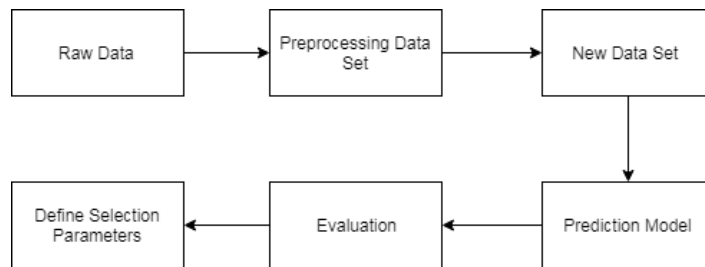 Raw Data
Preprocessing Data
Set
New Data Set
Define Selection
Parameters
Evaluation
Prediction Model